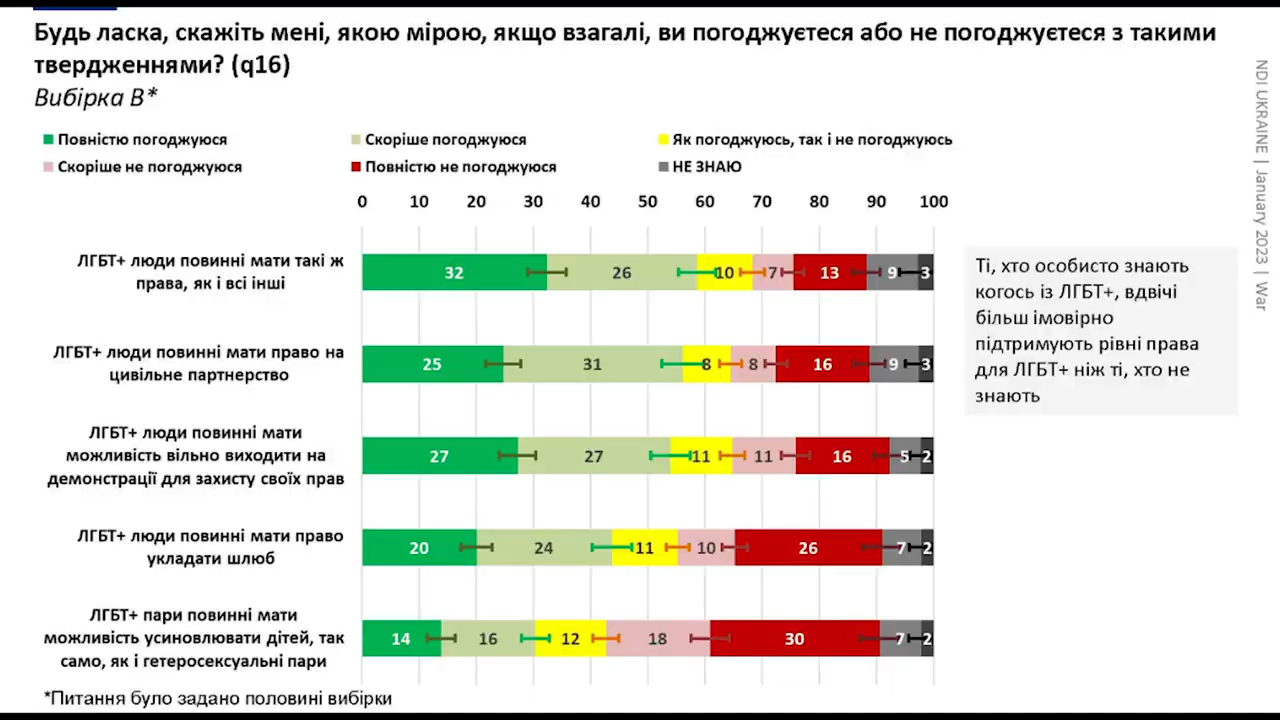 Будь ласка, скажіть мені, якою мірою, якщо взагалі, ви погоджуєтеся або не погоджуєтеся з такими
твердженнями? (q16)
Вибірка В*
Повністю погоджуюся
Скоріше погоджуюся
Як погоджуюсь, так і не погоджуюсь
Скоріше не погоджуюся
Повністю не погоджуюся
НЕ ЗНАЮ
0 10 20 30 40 50 60 70 80 90 100
ЛГБТ+ люди повинні мати такі ж
права, як і всі інші
32 26 10 7 13 9 3
ЛГБТ+ люди повинні мати право на
цивільне партнерство
25 31 8 8 16 9 3
ЛГБТ+ люди повинні мати
можливість вільно виходити на
демонстрації для захисту своїх прав
27 27 11 11 16 5 2
ЛГБТ+ люди повинні мати право
укладати шлюб
20 24 11 10 26 7 2
ЛГБТ+ пари повинні мати
можливість усиновлювати дітей, так
само, як і гетеросексуальні пари
14 16 12 18 30 7 2
*Питання було задано половині вибірки
Ті, хто особисто знають
когось із ЛГБТ+, вдвічі
більш імовірно
підтримують рівні права
для ЛГБТ+ ніж ті, хто не
знають
NDI UKRAINE | January 2023 | War